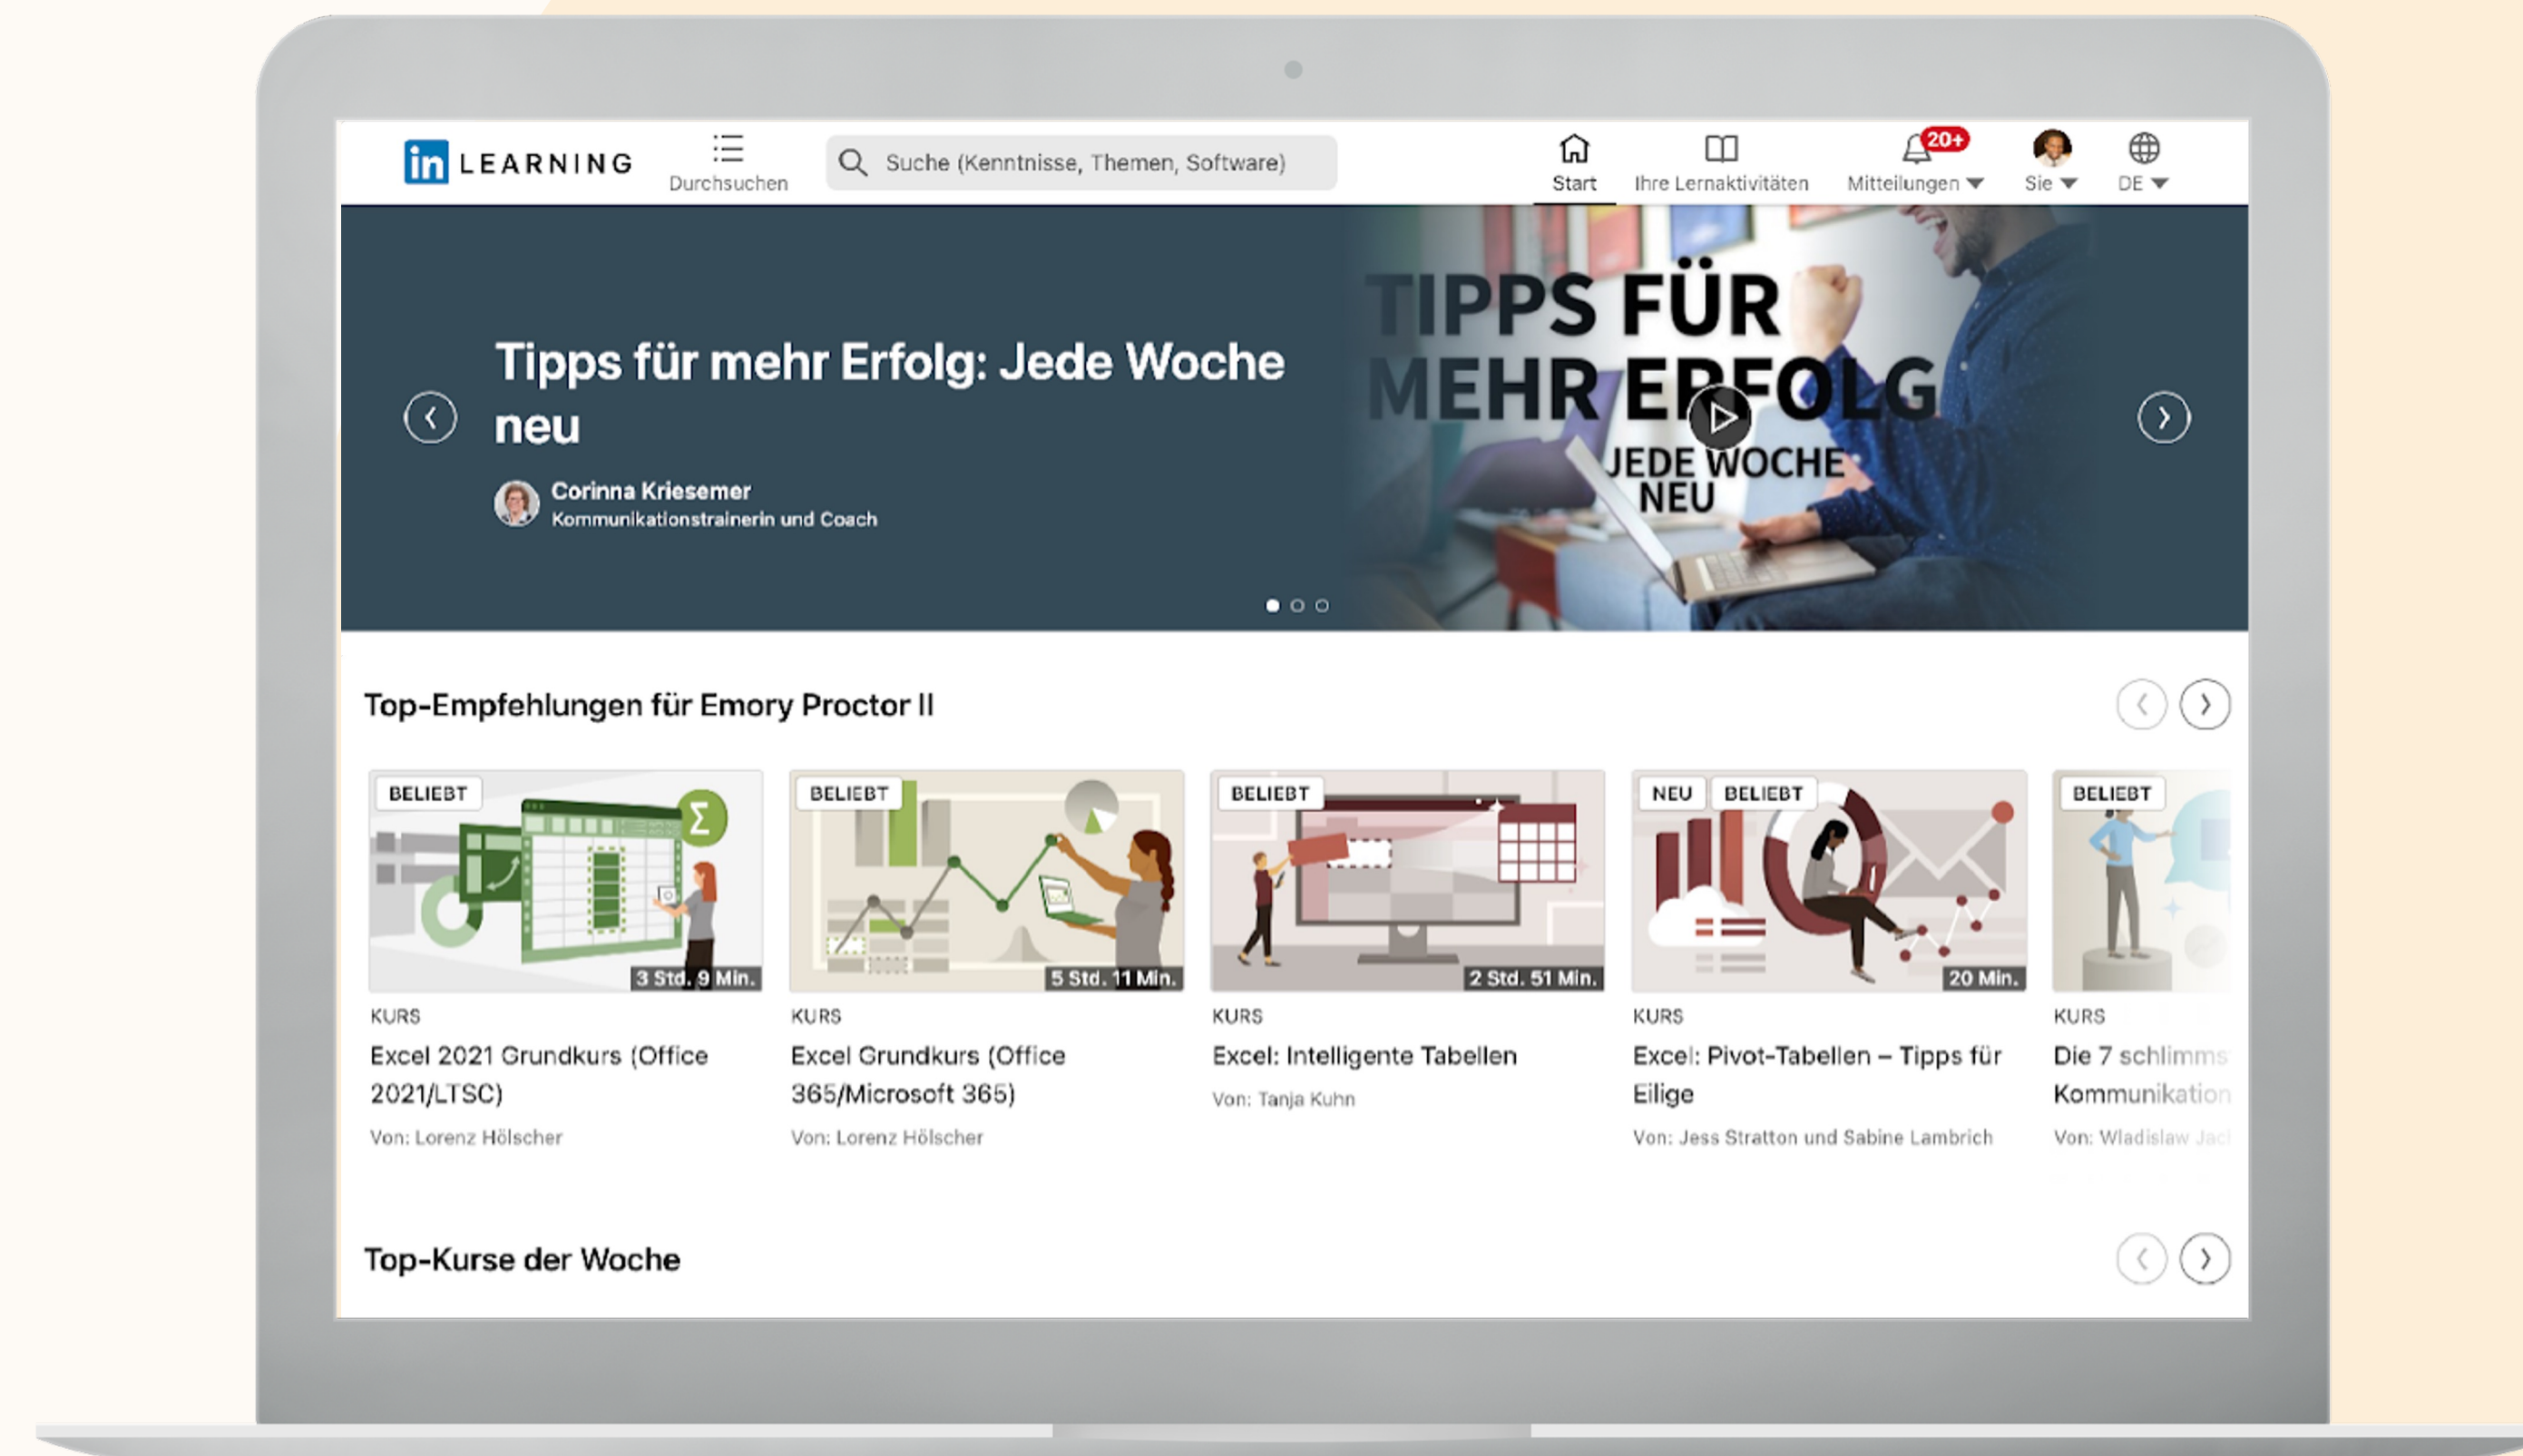 in LEARNING
Durchsuchen
Suche (Kenntnisse, Themen, Software)
Start
Ihre Lernaktivitäten
20+
Mitteilungen
Sie
DE
Tipps für mehr Erfolg: Jede Woche
neu
Corinna Kriesemer
Kommunikationstrainerin und Coach
TIPPS FÜR
MEHR ERFOLG
JEDE WOCHE
NEU
Top-Empfehlungen für Emory Proctor II
BELIEBT
3 Std. 9 Min.
KURS
Excel 2021 Grundkurs (Office
2021/LTSC)
Von: Lorenz Hölscher
BELIEBT
5 Std. 11 Min.
KURS
Excel Grundkurs (Office
365/Microsoft 365)
Von: Lorenz Hölscher
BELIEBT
2 Std. 51 Min.
KURS
Excel: Intelligente Tabellen
Von: Tanja Kuhn
NEU BELIEBT
20 Min.
KURS
Excel: Pivot-Tabellen – Tipps für
Eilige
Von: Jess Stratton und Sabine Lambrich
BELIEBT
KURS
Die 7 schlimms
Kommunikation
Von: Wladislaw
Top-Kurse der Woche